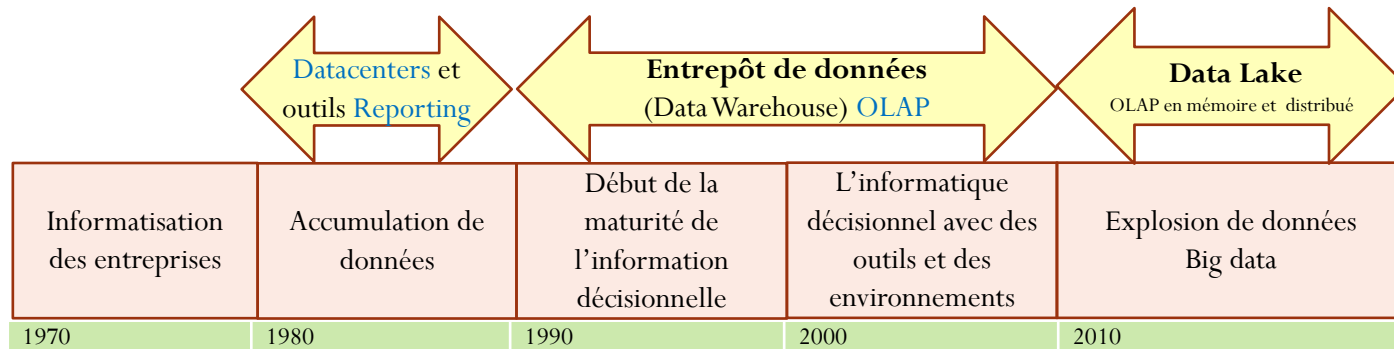 Datacenters et
outils Reporting
Entrepôt de données
(Data Warehouse) OLAP
Data Lake
OLAP en mémoire et distribué
Informatisation
des entreprises
Accumulation de
données
Début de la
maturité de
l’information
décisionnelle
L’informatique
décisionnel avec des
outils et des
environnements
Explosion de données
Big data
1970
1980
1990
2000
2010